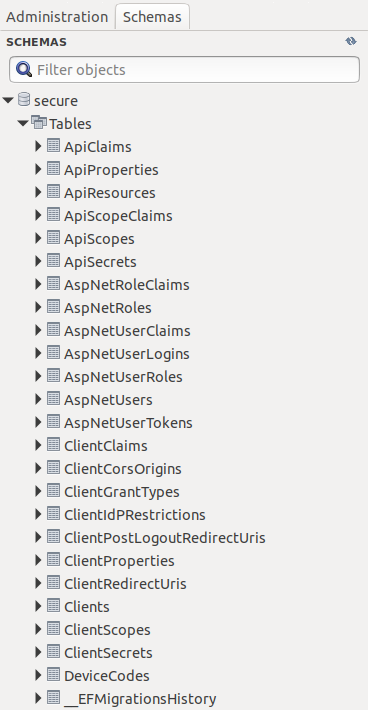 Administration Schemas
SCHEMAS
Filter objects
secure
Tables
ApiClaims
ApiProperties
ApiResources
ApiScopeClaims
ApiScopes
ApiSecrets
AspNetRoleClaims
AspNetRoles
AspNetUserClaims
AspNetUserLogins
AspNetUserRoles
AspNetUsers
AspNetUserTokens
ClientClaims
ClientCorsOrigins
ClientGrantTypes
ClientIdPRestrictions
ClientPostLogoutRedirectUris
ClientProperties
ClientRedirectUris
Clients
ClientScopes
ClientSecrets
DeviceCodes
__EFMigrationsHistory